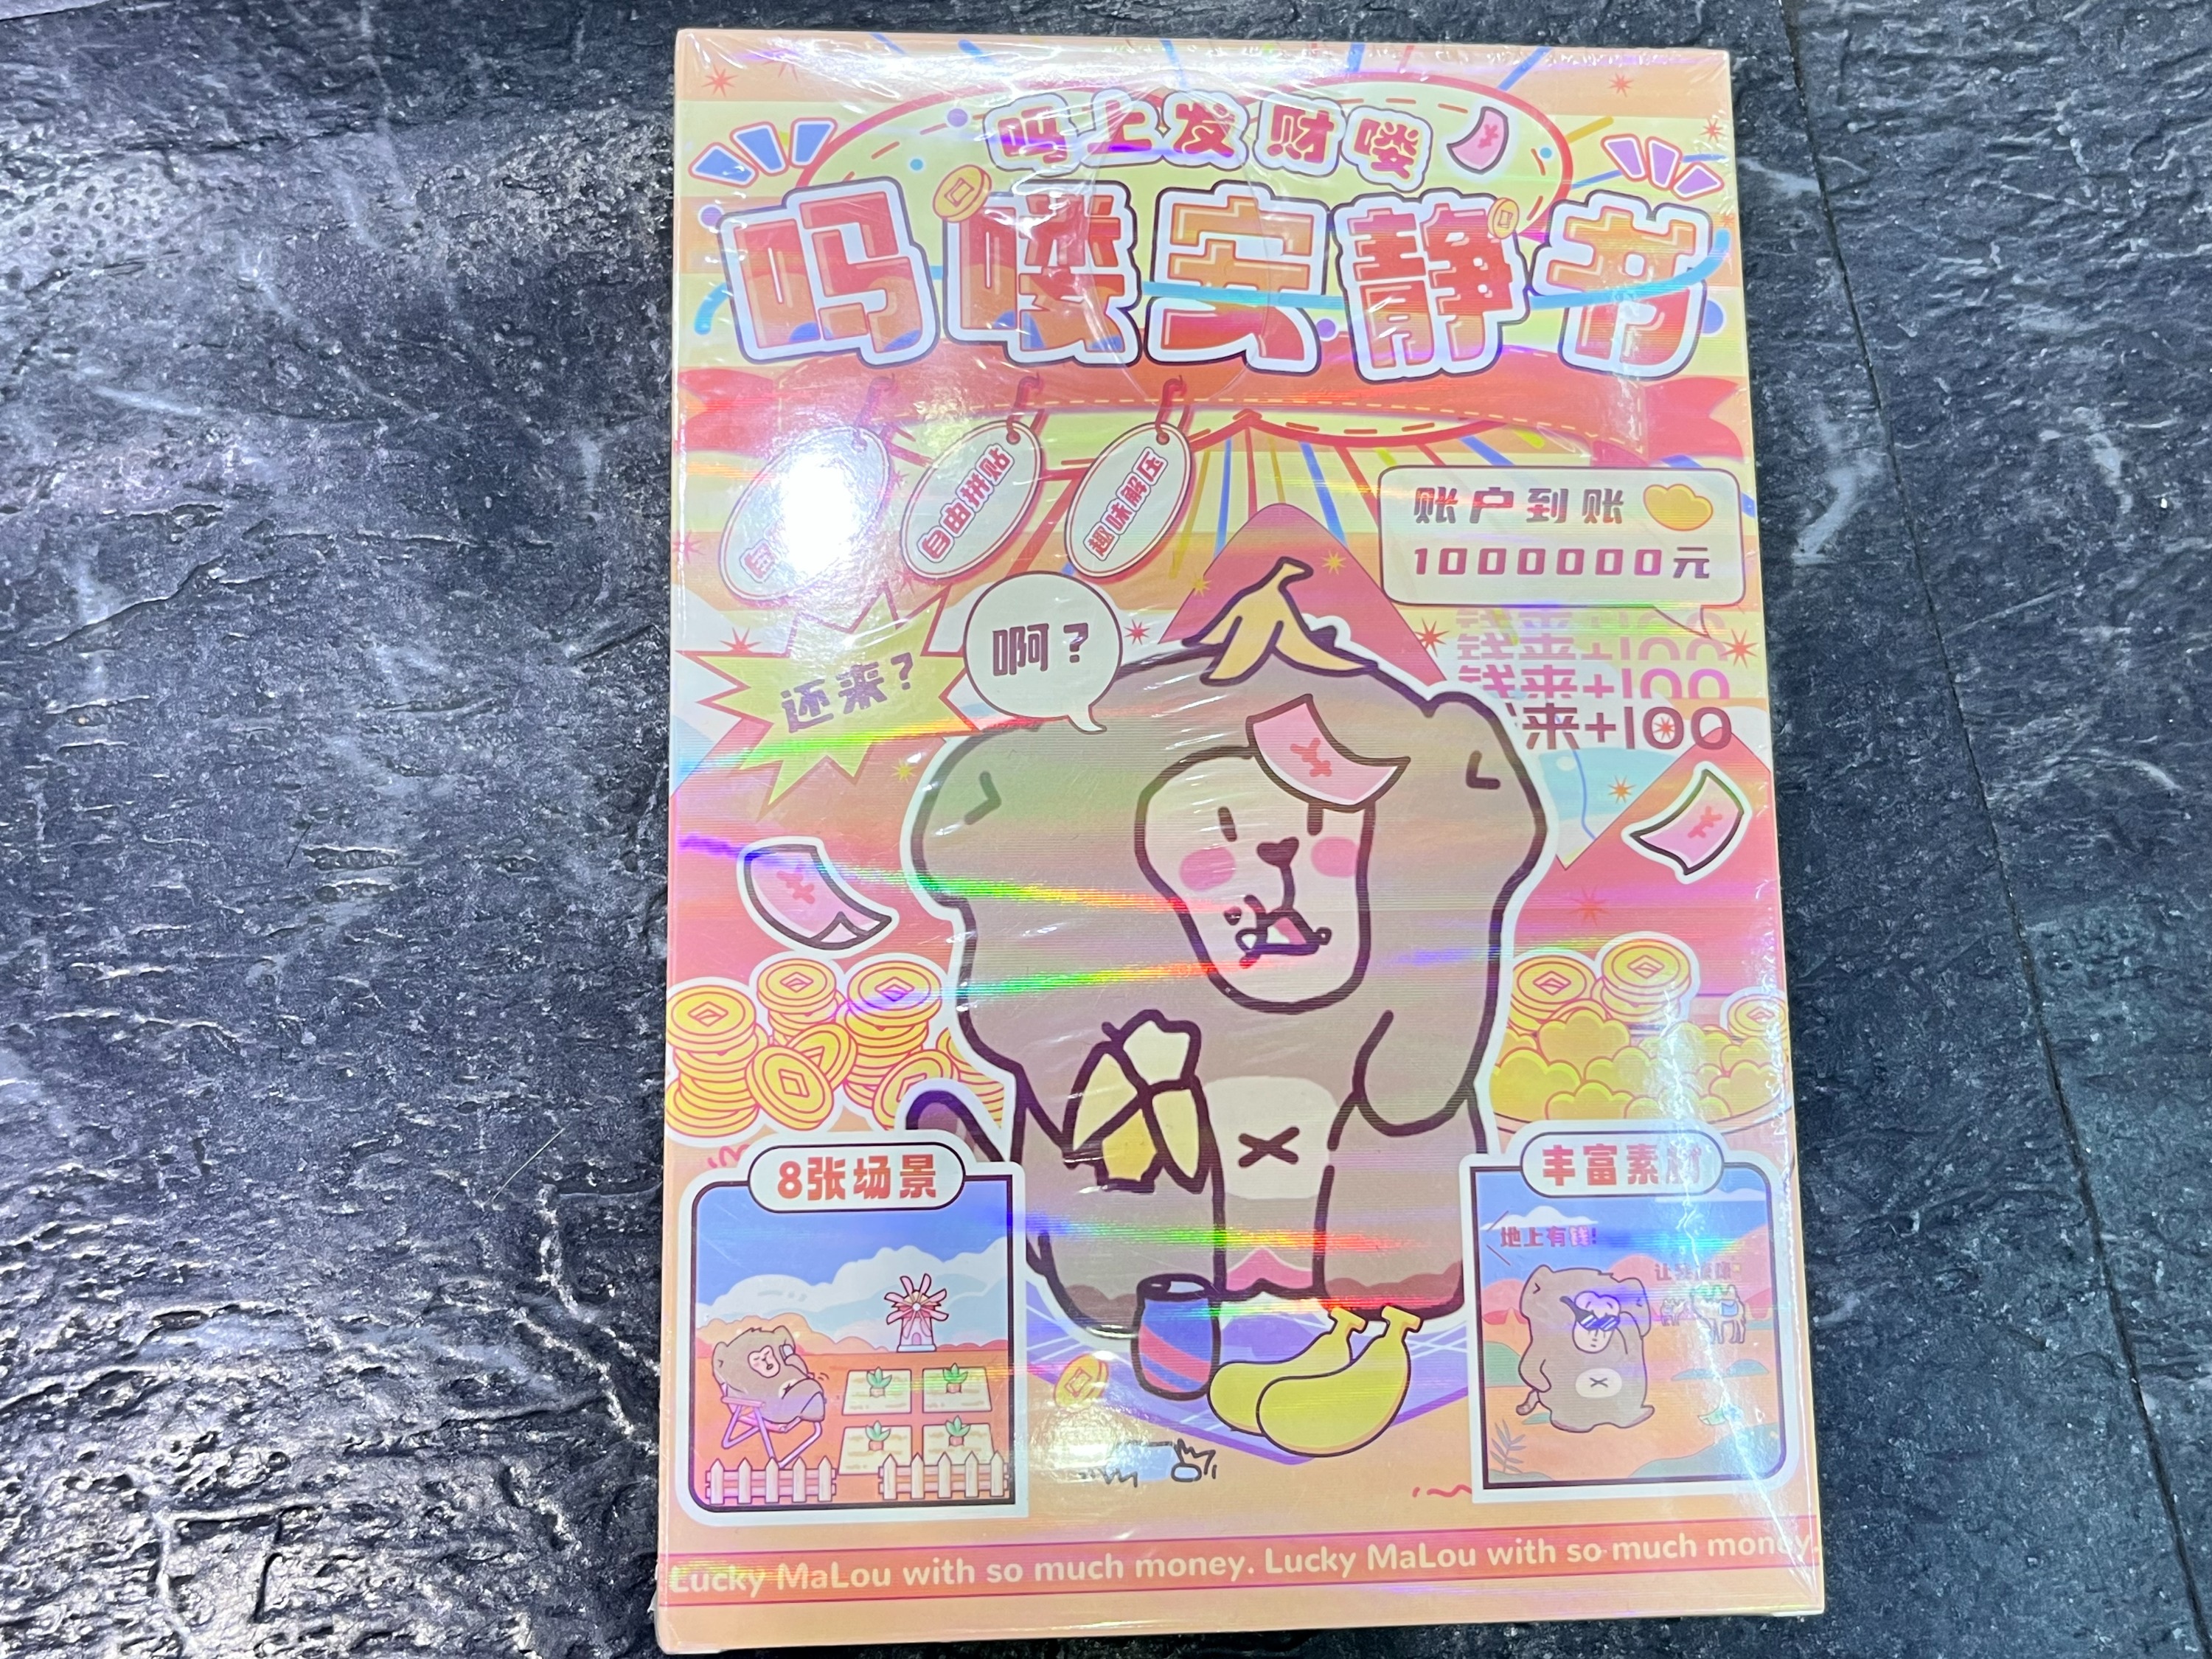 吗上发财喽
吗喽安静书
自由拼贴
趣味解压
账户到账
1000000元
啊？
还来？
钱来+100
钱来+100
来+100
8张场景
丰富素材
地上有钱!
Lucky MaLou with so much money. Lucky MaLou with so much money.